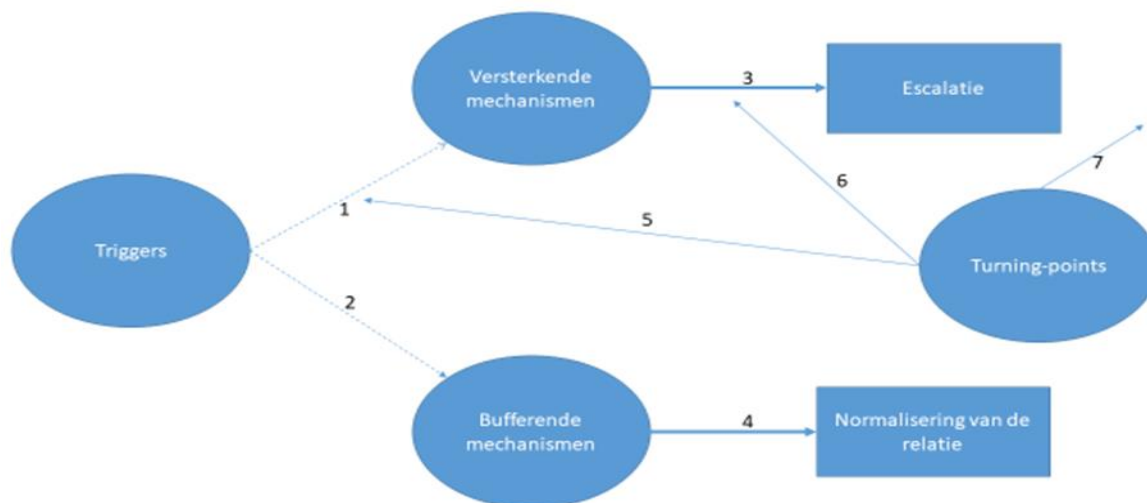 Versterkende
mechanismen
3
Escalatie
7
6
1
5
Triggers
Turning-points
2
Bufferende
mechanismen
4
Normalisering van de
relatie